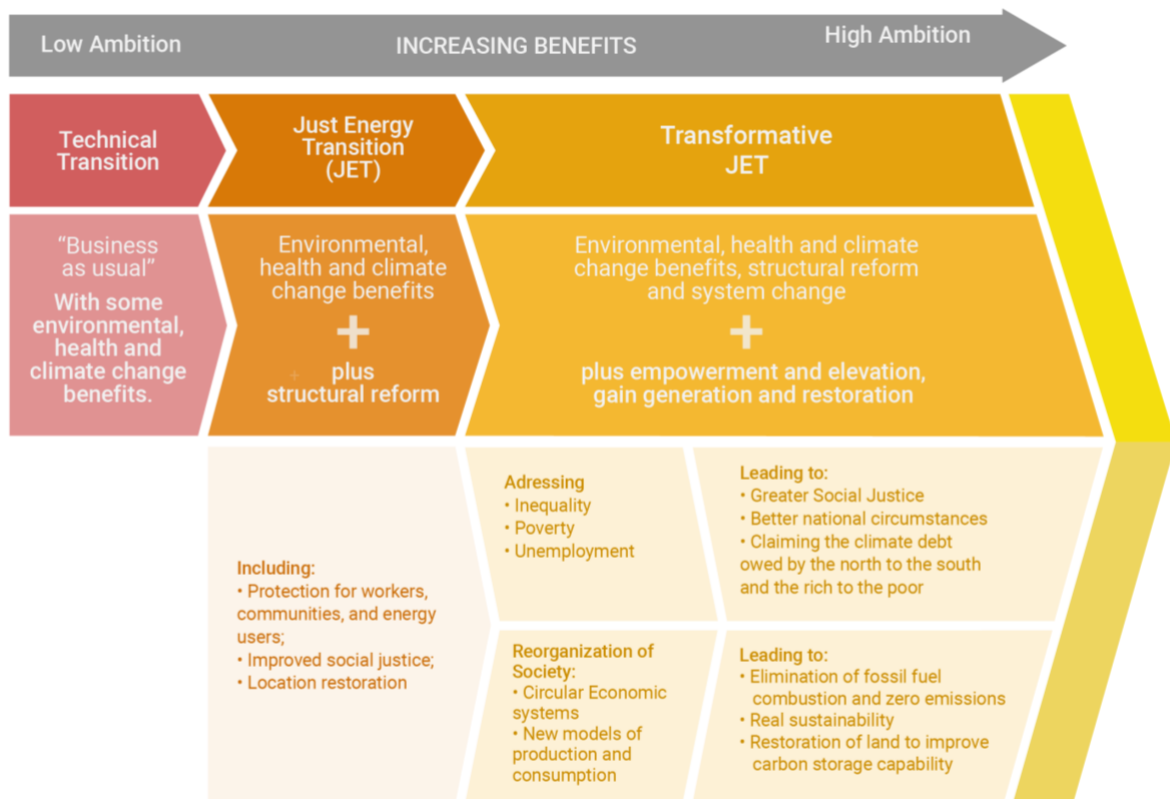 Low Ambition
INCREASING BENEFITS
High Ambition
Technical
Transition
Just Energy
Transition
(JET)
Transformative
JET
“Business
as usual”
With some
environmental,
health and
climate change
benefits.
Environmental,
health and climate
change benefits
+
plus
structural reform
Environmental, health and climate
change benefits, structural reform
and system change
+
plus empowerment and elevation,
gain generation and restoration
Including:
• Protection for workers,
communities, and energy
users;
• Improved social justice;
• Location restoration
Adressing
• Inequality
• Poverty
• Unemployment
Leading to:
• Greater Social Justice
• Better national circumstances
• Claiming the climate debt
owed by the north to the south
and the rich to the poor
Reorganization of
Society:
• Circular Economic
systems
• New models of
production and
consumption
Leading to:
• Elimination of fossil fuel
combustion and zero emissions
• Real sustainability
• Restoration of land to improve
carbon storage capability